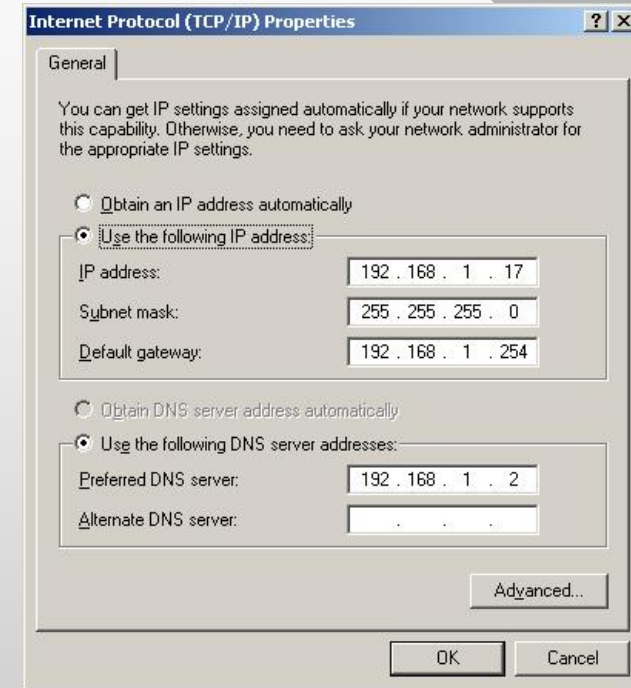 Internet Protocol (TCP/IP) Properties
General
You can get IP settings assigned automatically if your network supports
this capability. Otherwise, you need to ask your network administrator for
the appropriate IP settings.
Obtain an IP address automatically
Use the following IP address:
IP address: 192 . 168 . 1 . 17
Subnet mask: 255 . 255 . 255 . 0
Default gateway: 192 . 168 . 1 . 254
Obtain DNS server address automatically
Use the following DNS server addresses:
Preferred DNS server: 192 . 168 . 1 . 2
Alternate DNS server: . . .
Advanced...
OK Cancel